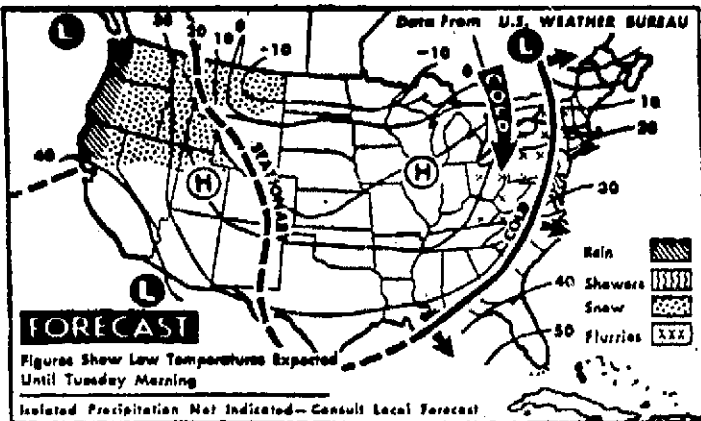 Data From U.S. WEATHER BUREAU
L
30
20
10
0
-10
-10
0
L
COLD
10
20
40
STATIONARY
H
H
30
COLD
L
Rain
Showers
Snow
Flurries XXX
40
50
FORECAST
Figures Show Low Temperatures Expected
Until Tuesday Morning
Isolated Precipitation Not Indicated—Consult Local Forecast